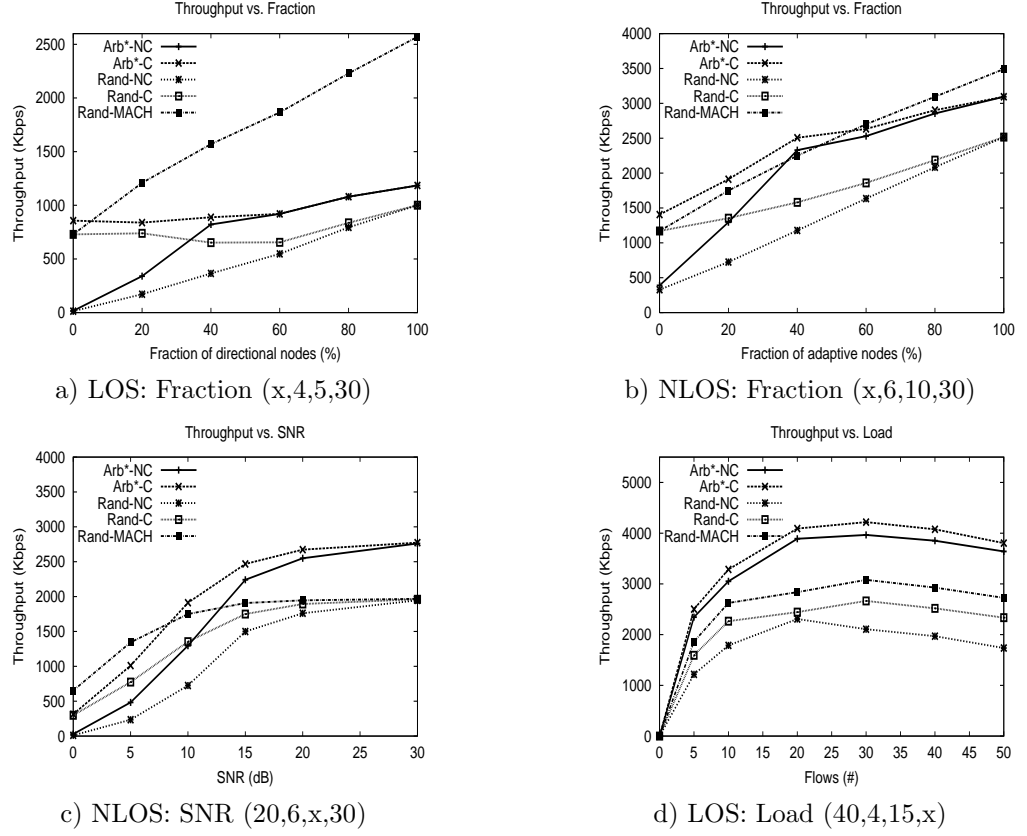 Throughput vs. Fraction
Arb*-NC
Arb*-C
Rand-NC
Rand-C
Rand-MACH
2500
2000
1500
1000
500
0
Throughput (Kbps)
0 20 40 60 80 100
Fraction of directional nodes (%)
a) LOS: Fraction (x,4,5,30)
Throughput vs. Fraction
Arb*-NC
Arb*-C
Rand-NC
Rand-C
Rand-MACH
4000
3500
3000
2500
2000
1500
1000
500
0
Throughput (Kbps)
0 20 40 60 80 100
Fraction of adaptive nodes (%)
b) NLOS: Fraction (x,6,10,30)
Throughput vs. SNR
Arb*-NC
Arb*-C
Rand-NC
Rand-C
Rand-MACH
4000
3500
3000
2500
2000
1500
1000
500
0
Throughput (Kbps)
0 5 10 15 20 30
SNR (dB)
c) NLOS: SNR (20,6,x,30)
Throughput vs. Load
Arb*-NC
Arb*-C
Rand-NC
Rand-C
Rand-MACH
5000
4000
3000
2000
1000
0
Throughput (Kbps)
0 5 10 15 20 25 30 35 40 45 50
Flows (#)
d) LOS: Load (40,4,15,x)